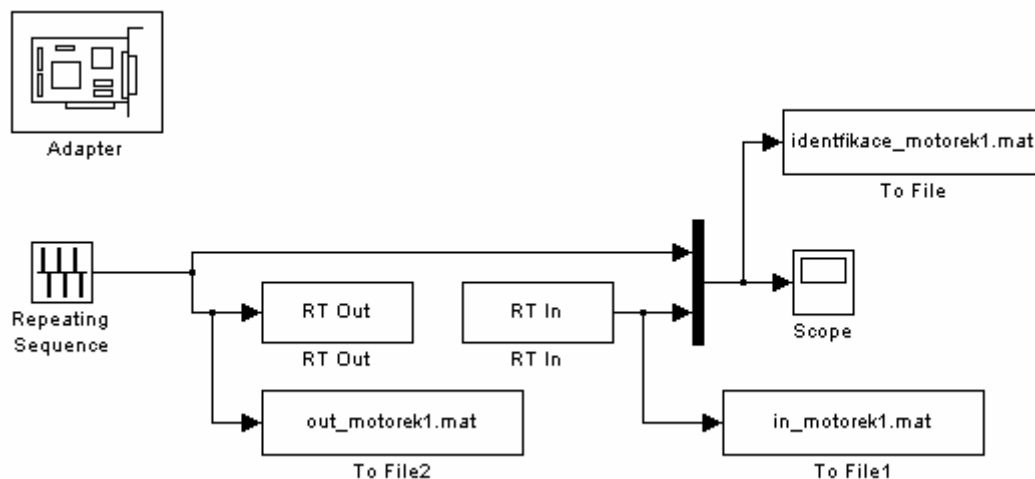 Adapter
identfikace_motorek1.mat
To File
Repeating
Sequence
RT Out
RT Out
RT In
RT In
Scope
out_motorek1.mat
To File2
in_motorek1.mat
To File1